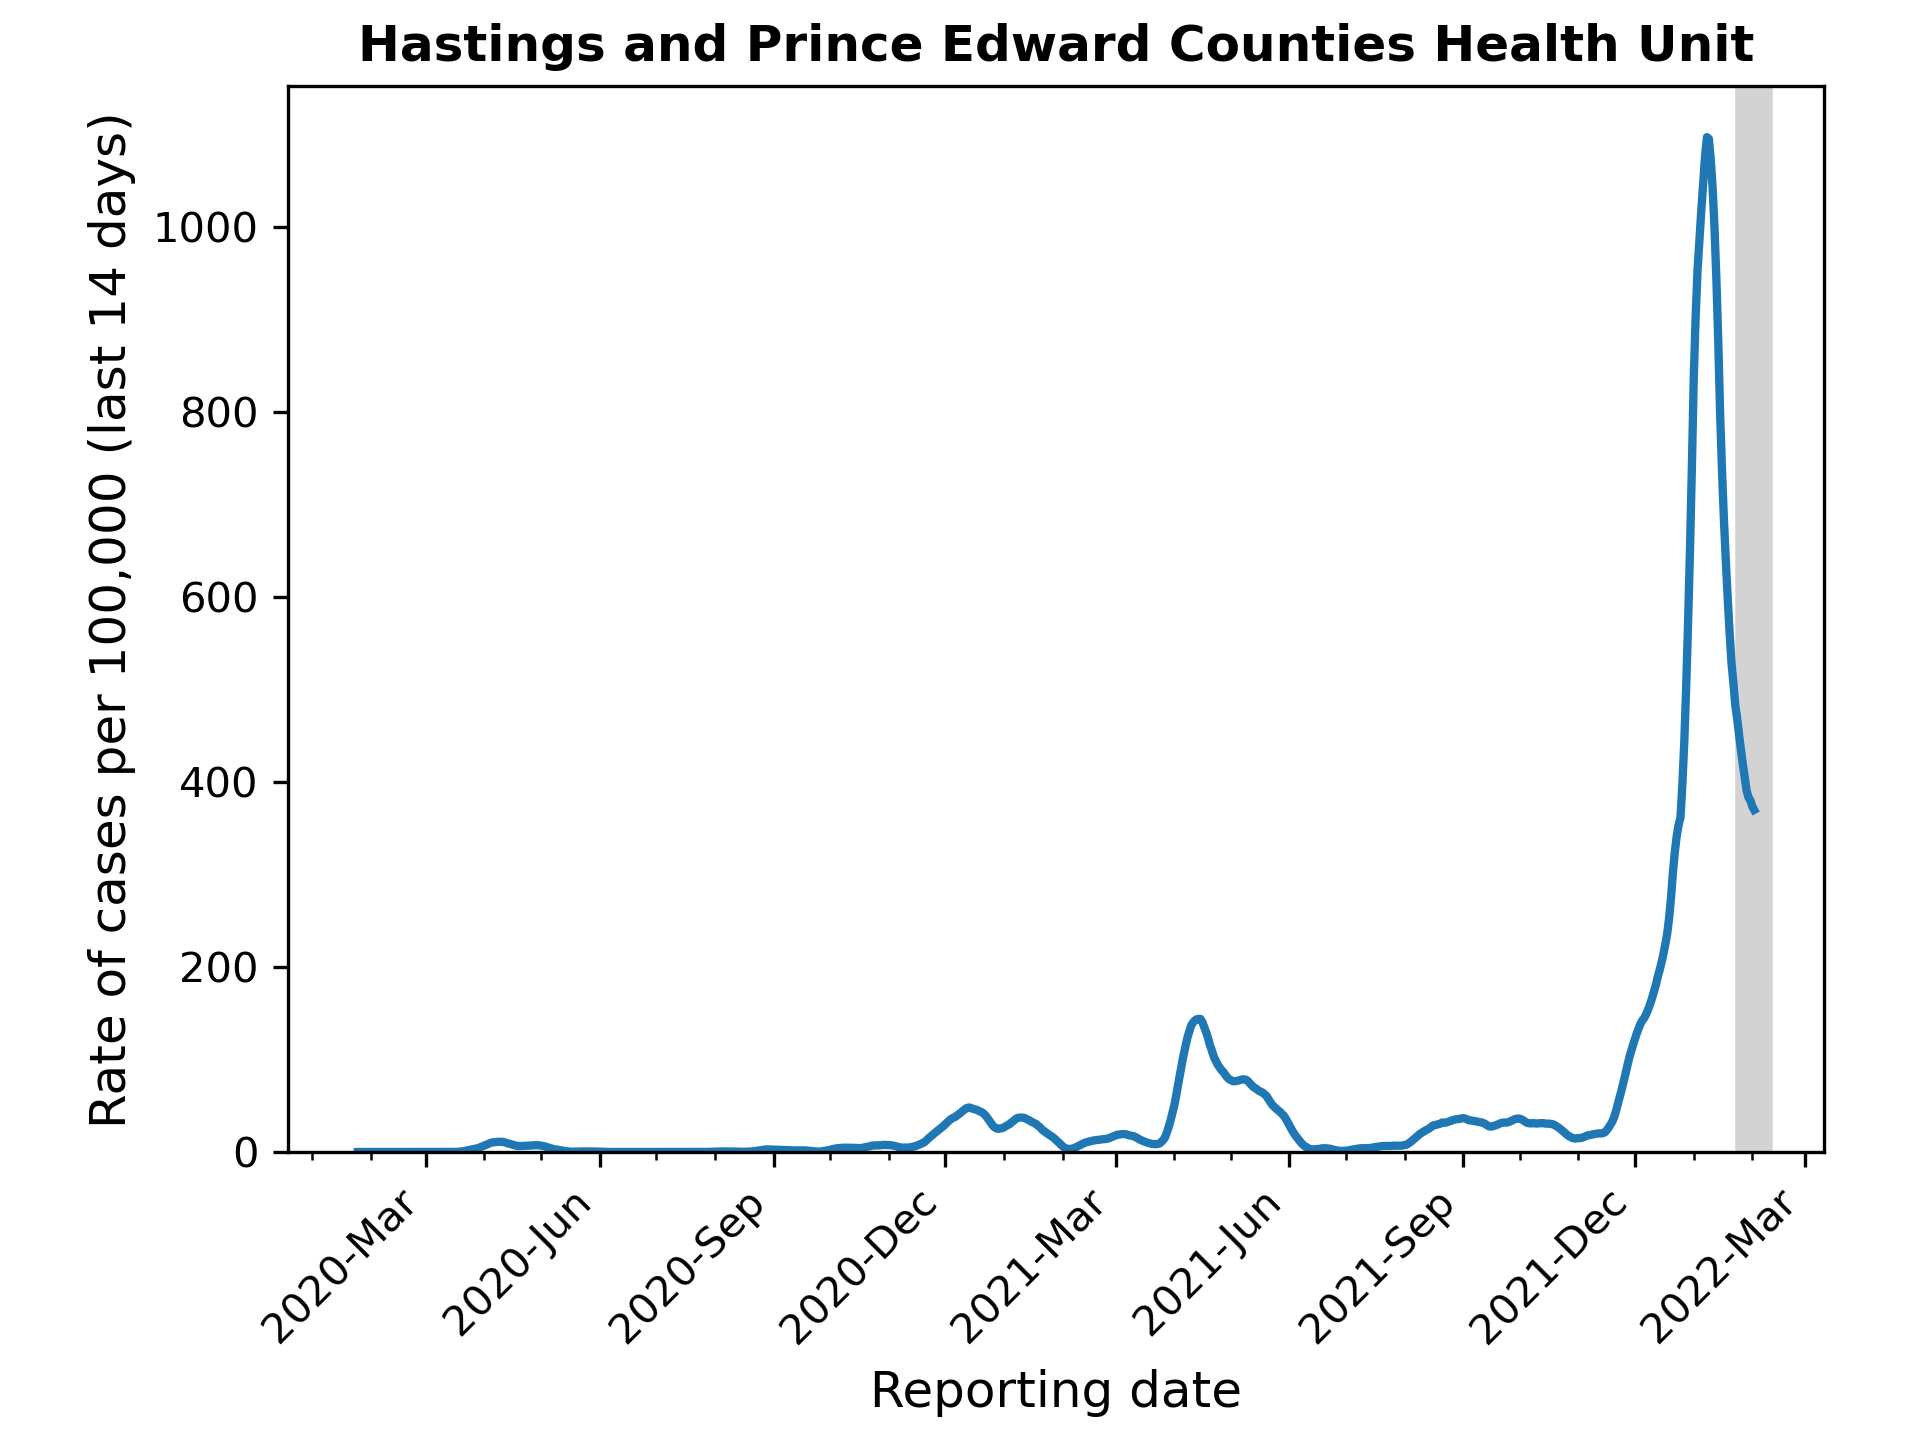 Hastings and Prince Edward Counties Health Unit
Rate of cases per 100,000 (last 14 days)
1000
800
600
400
200
0
2020-Mar
2020-Jun
2020-Sep
2020-Dec
2021-Mar
2021-Jun
2021-Sep
2021-Dec
2022-Mar
Reporting date